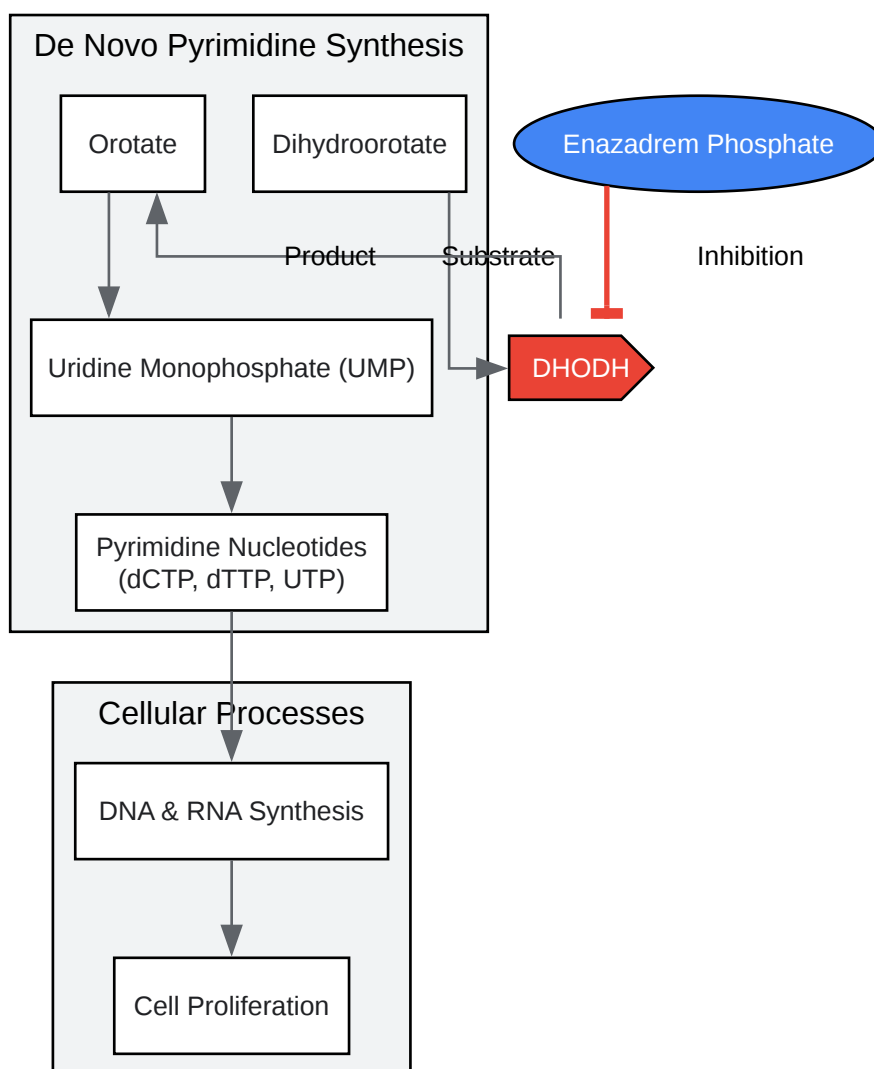 De Novo Pyrimidine Synthesis
Orotate
Dihydroorotate
Enazadrem Phosphate
Product
Substrate
Inhibition
Uridine Monophosphate (UMP)
DHODH
Pyrimidine Nucleotides
(dCTP, dTTP, UTP)
Cellular Processes
DNA & RNA Synthesis
Cell Proliferation